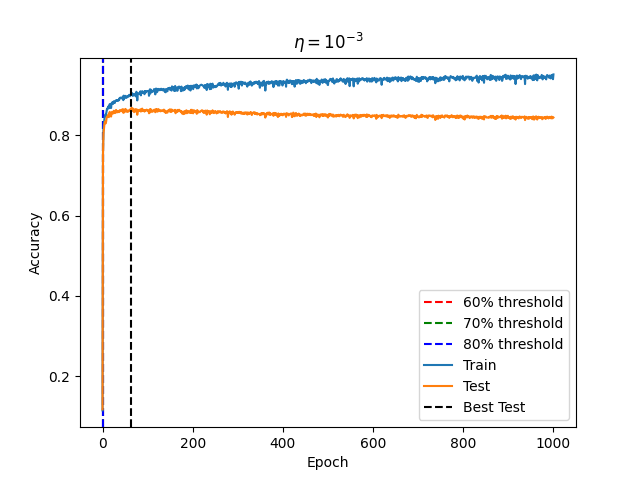 η = 10⁻³
Accuracy
0.8
0.6
0.4
0.2
0 200 400 600 800 1000
Epoch
60% threshold
70% threshold
80% threshold
Train
Test
Best Test